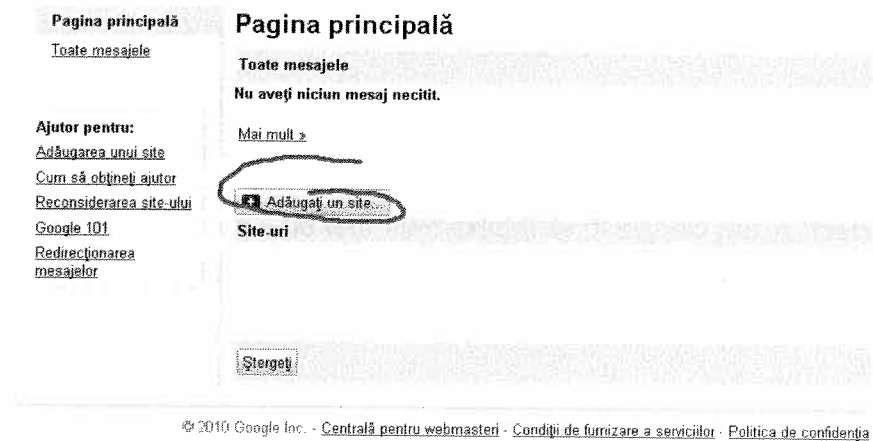 Pagina principală
Toate mesajele
Ajutor pentru:
Adăugarea unui site
Cum să obţineţi ajutor
Reconsiderarea site-ului
Google 101
Redirecţionarea
mesajelor
Pagina principală
Toate mesajele
Nu aveţi niciun mesaj necitit.
Mai mult »
Adăugaţi un site...
Site-uri
Ştergeţi
© 2010 Google Inc. - Centrală pentru webmasteri - Condiţii de furnizare a serviciilor - Politica de confidenţia